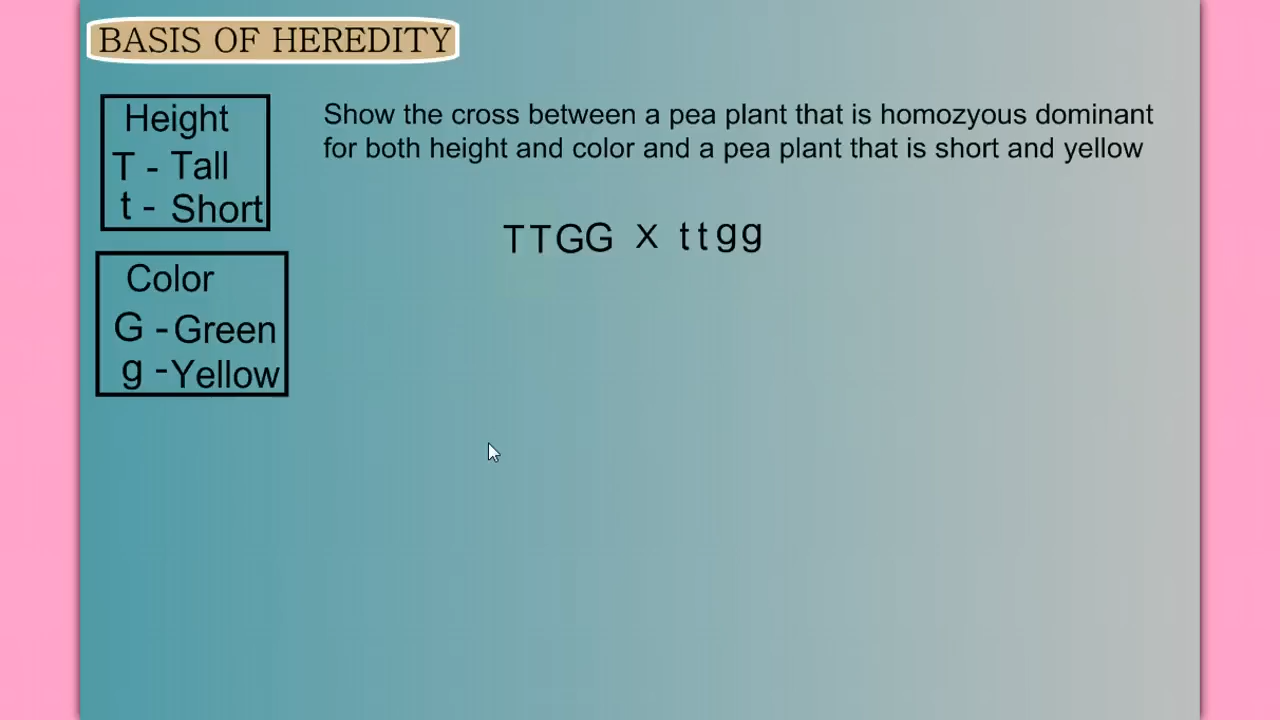 BASIS OF HEREDITY
Height
T - Tall
t - Short
Color
G - Green
g - Yellow
Show the cross between a pea plant that is homozyous dominant
for both height and color and a pea plant that is short and yellow
TTGG X ttgg